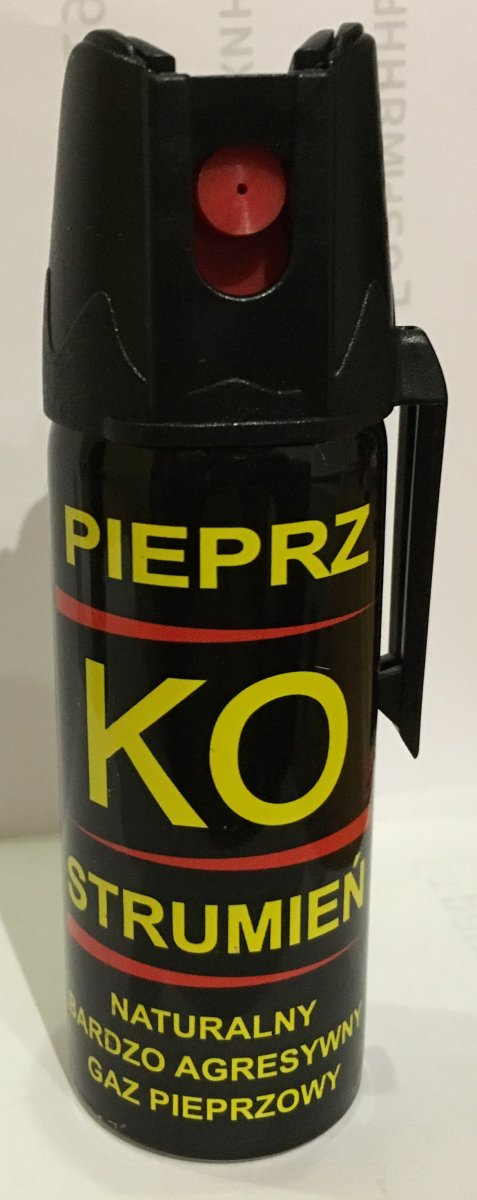 PIEPRZ
KO
STRUMIEŃ
NATURALNY
BARDZO AGRESYWNY
GAZ PIEPRZOWY